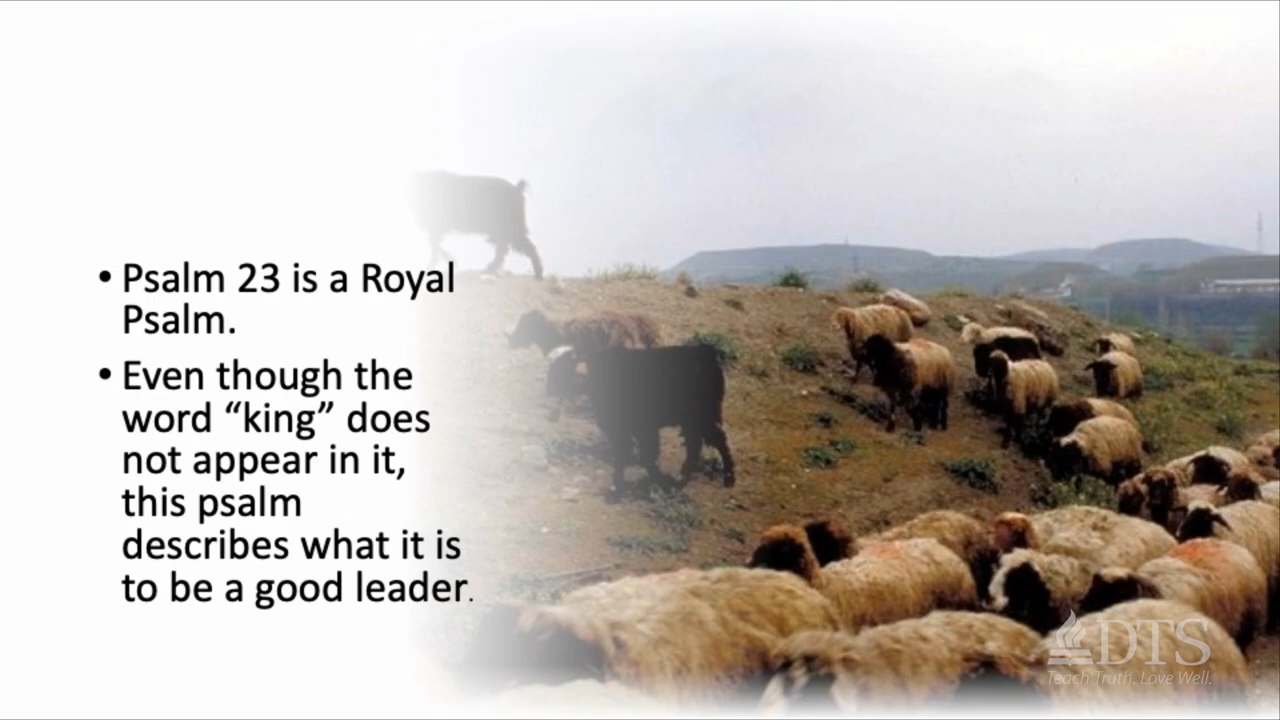 • Psalm 23 is a Royal
Psalm.
• Even though the
word “king” does
not appear in it,
this psalm
describes what it is
to be a good leader.
DTS
Teach Truth. Love Well.